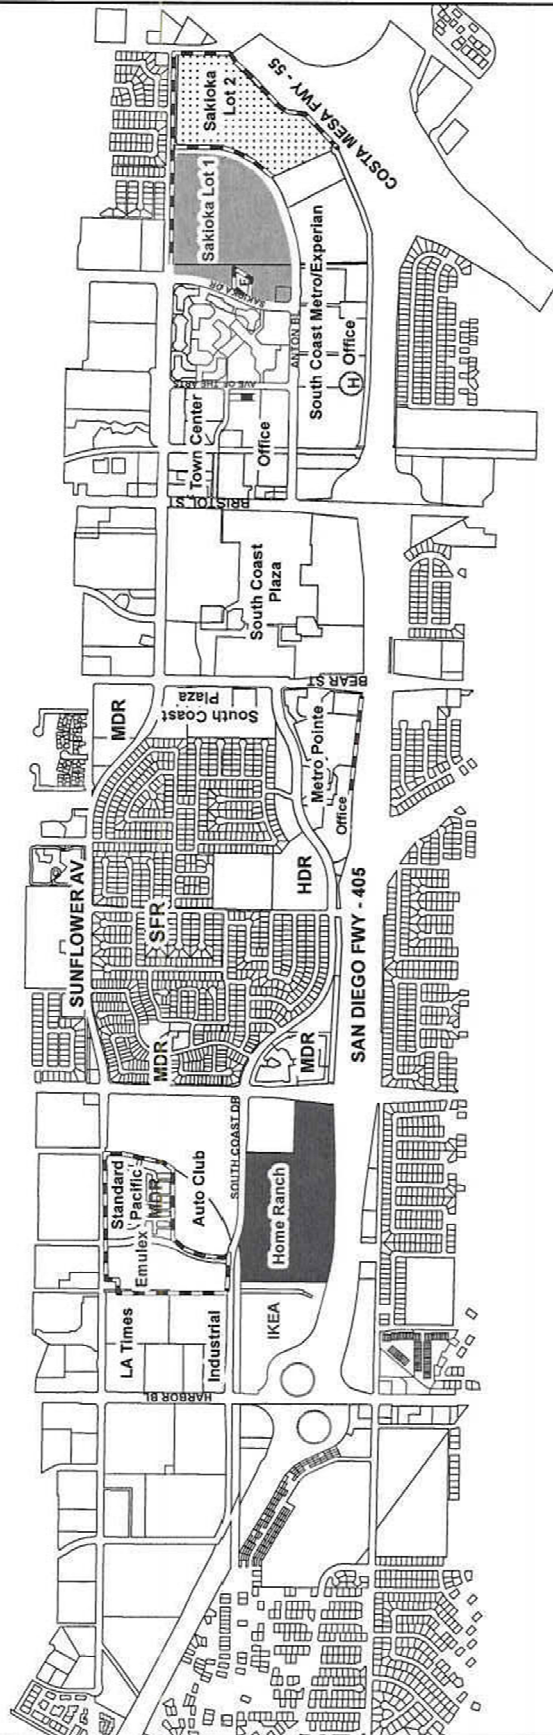 Sakioka
Lot 2
COSTA MESA FWY - 55
Sakioka Lot 1
SAKIOKA DR
South Coast Metro/Experian
Office
H
ANTON BL
AVE OF THE ARTS
Town Center
Office
BRISTOL ST
South Coast
Plaza
BEAR ST
South Coast
Plaza
MDR
Metro Pointe
Office
HDR
SUNFLOWER AV
SFR
SAN DIEGO FWY - 405
MDR
MDR
SOUTH COAST DR
Standard
Pacific
MDR
Emulex
Auto Club
Home Ranch
LA Times
Industrial
IKEA
HARBOR BL